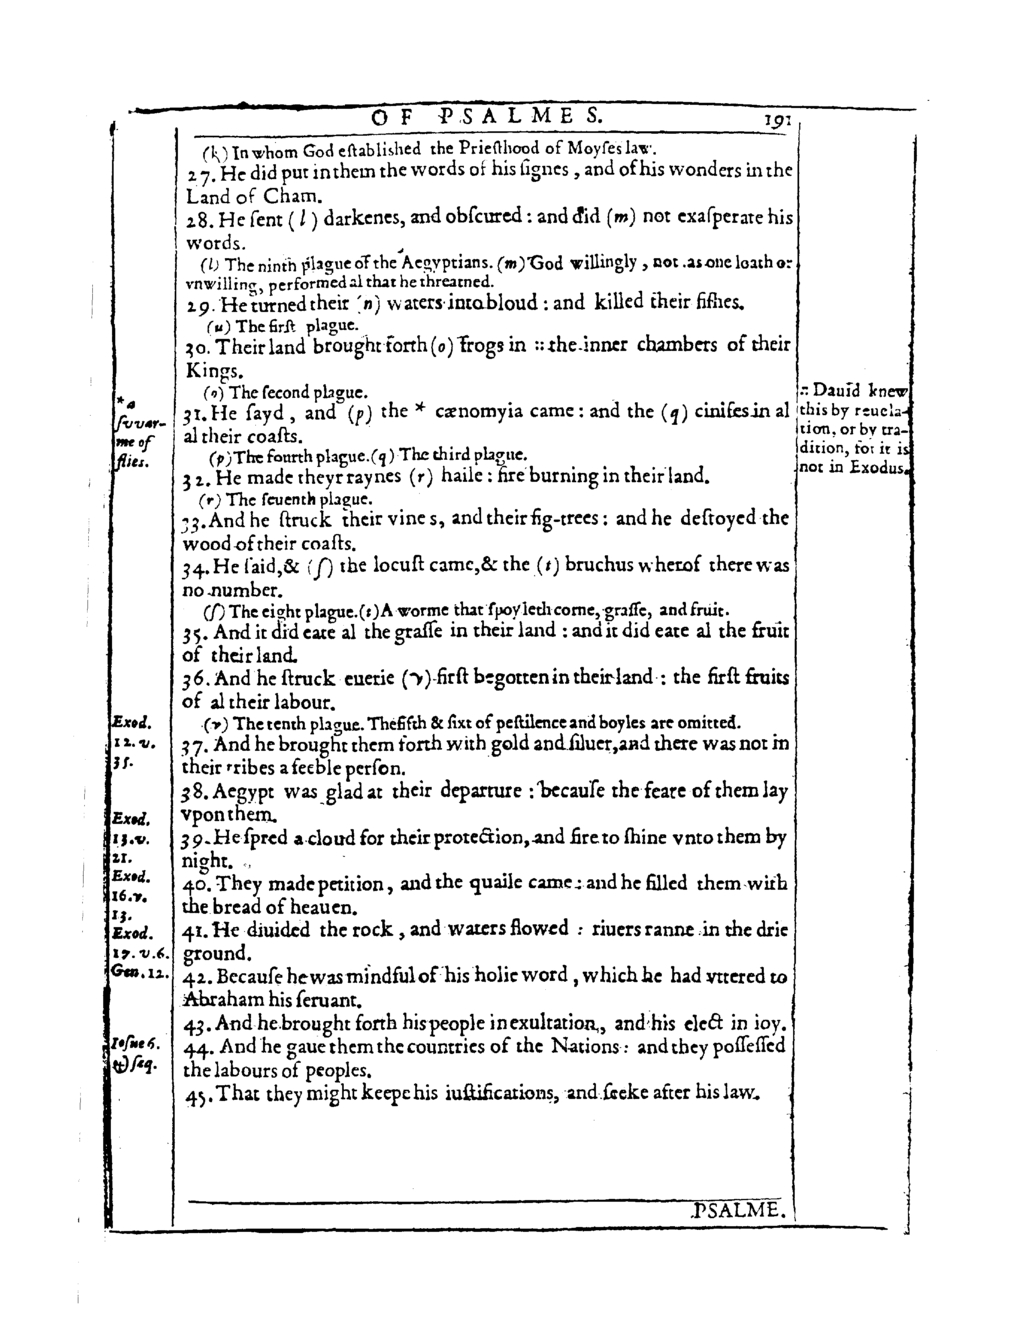 OF PSALMES. 191
(k) In whom God eſtabliſhed the Prieſthood of Moyſes law.
27. He did put in them the words of his ſignes, and of his wonders in the
Land of Cham.
28. He ſent (l) darkenes, and obſcured: and did (m) not exaſperate his
words.
(l) The ninth plague of the Aegyptians. (m) God willingly, not as one loath or
vnwilling, performed al that he threatned.
29. He turned their (n) waters into bloud: and killed their fiſhes.
(u) The firſt plague.
30. Their land brought forth (o) frogs in :: the inner chambers of their
Kings.
(o) The ſecond plague.
31. He ſayd, and (p) the * cænomyia came: and the (q) cinifes in al
al their coaſts.
(p) The fourth plague. (q) The third plague.
32. He made theyr raynes (r) haile: fire burning in their land.
(r) The ſeuenth plague.
33. And he ſtruck their vines, and their fig-trees: and he deſtoyed the
wood of their coaſts.
34. He ſaid, & (ſ) the locuſt came, & the (t) bruchus wherof there was
no number.
(ſ) The eight plague. (t) A worme that ſpoyleth corne, graſſe, and fruit.
35. And it did eate al the graſſe in their land: and it did eate al the fruit
of their land.
36. And he ſtruck euerie (v) firſt begotten in their land: the firſt fruits
of al their labour.
(v) The tenth plague. The fifth & ſixt of peſtilence and boyles are omitted.
37. And he brought them forth with gold and ſiluer, and there was not in
their tribes a feeble perſon.
38. Aegypt was glad at their departure: becauſe the feare of them lay
vpon them.
39. He ſpred a cloud for their protection, and fire to ſhine vnto them by
night.
40. They made petition, and the quaile came: and he filled them with
the bread of heauen.
41. He diuided the rock, and waters flowed: riuers ranne in the drie
ground.
42. Becauſe he was mindful of his holie word, which he had vttered to
Abraham his ſeruant.
43. And he brought forth his people in exultation, and his elect in ioy.
44. And he gaue them the countries of the Nations: and they poſſeſſed
the labours of peoples.
45. That they might keepe his iuſtifications, and ſeeke after his law.
PSALME.
* a
ſvvar-
me of
flies.
Exod.
12. v.
35.
Exod.
13. v.
21.
Exod.
16. v.
13.
Exod.
17. v. 6.
Gen. 12.
Ioſue 6.
& ſeq.
:: Dauid knew
this by reuela-
tion, or by tra-
dition, for it is
not in Exodus.